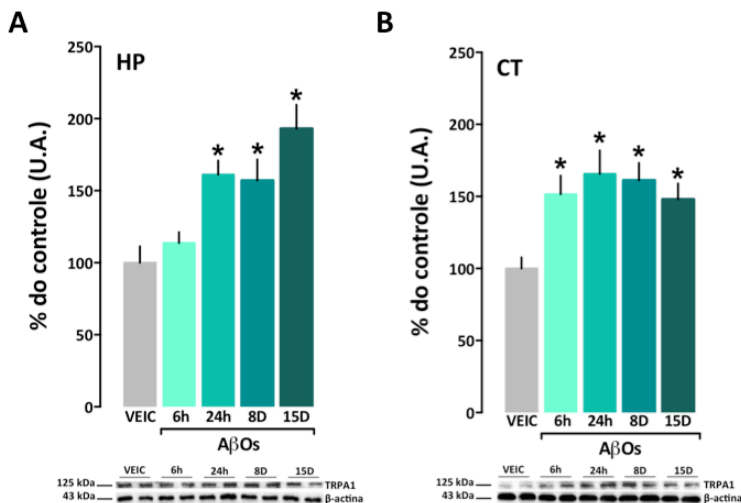 A
HP
% do controle (U.A.)
250
200
150
100
50
0
*
*
*
VEIC 6h 24h 8D 15D
AβOs
VEIC 6h 24h 8D 15D
125 kDa TRPA1
43 kDa β-actina
B
CT
% do controle (U.A.)
250
200
150
100
50
0
*
*
*
*
VEIC 6h 24h 8D 15D
AβOs
VEIC 6h 24h 8D 15D
125 kDa TRPA1
43 kDa β-actina